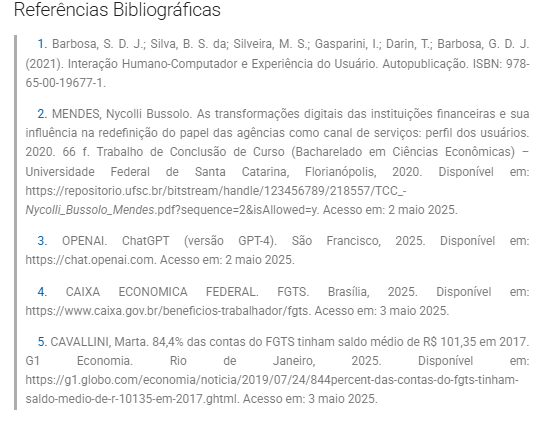 Referências Bibliográficas
1. Barbosa, S. D. J.; Silva, B. S. da; Silveira, M. S.; Gasparini, I.; Darin, T.; Barbosa, G. D. J.
(2021). Interação Humano-Computador e Experiência do Usuário. Autopublicação. ISBN: 978-
65-00-19677-1.
2. MENDES, Nycolli Bussolo. As transformações digitais das instituições financeiras e sua
influência na redefinição do papel das agências como canal de serviços: perfil dos usuários.
2020. 66 f. Trabalho de Conclusão de Curso (Bacharelado em Ciências Econômicas) –
Universidade Federal de Santa Catarina, Florianópolis, 2020. Disponível em:
https://repositorio.ufsc.br/bitstream/handle/123456789/218557/TCC_-
Nycolli_Bussolo_Mendes.pdf?sequence=2&isAllowed=y. Acesso em: 2 maio 2025.
3. OPENAI. ChatGPT (versão GPT-4). São Francisco, 2025. Disponível em:
https://chat.openai.com. Acesso em: 2 maio 2025.
4. CAIXA ECONOMICA FEDERAL. FGTS. Brasília, 2025. Disponível em:
https://www.caixa.gov.br/beneficios-trabalhador/fgts. Acesso em: 3 maio 2025.
5. CAVALLINI, Marta. 84,4% das contas do FGTS tinham saldo médio de R$ 101,35 em 2017.
G1 Economia. Rio de Janeiro, 2025. Disponível em:
https://g1.globo.com/economia/noticia/2019/07/24/844percent-das-contas-do-fgts-tinham-
saldo-medio-de-r-10135-em-2017.ghtml. Acesso em: 3 maio 2025.